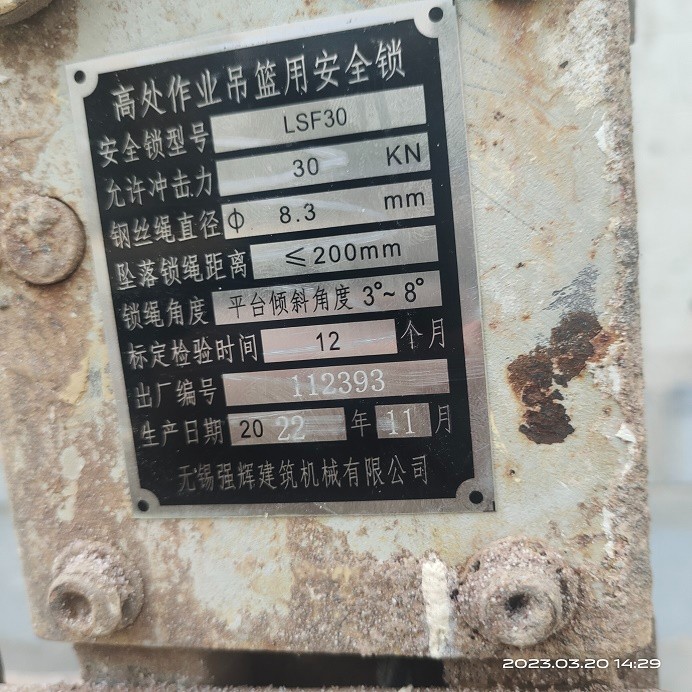 高处作业吊篮用安全锁
安全锁型号 LSF30
允许冲击力 30 KN
钢丝绳直径 Φ 8.3 mm
坠落锁绳距离 ≤200mm
锁绳角度 平台倾斜角度 3°~8°
标定检验时间 12 个月
出厂编号 112393
生产日期 2022 年 11 月
无锡强辉建筑机械有限公司
2023.03.20 14:29